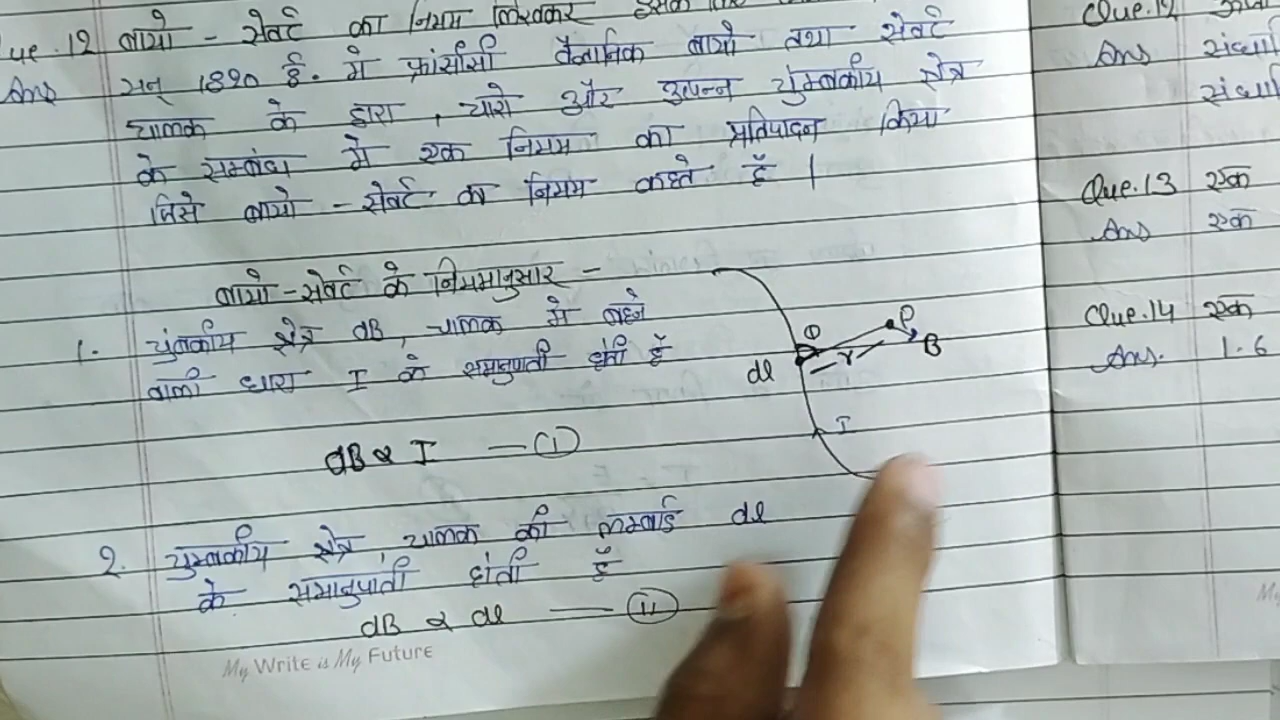 ue.12 बायो - सेवर्ट का नियम लिखकर इसके
Ans सन् 1820 ई. मे फ्रांसीसी वैज्ञानिक बायो तथा सेवर्ट
चालक के द्वारा, चारो और उत्पन्न चुम्बकीय क्षेत्र
के सम्बंध मे एक नियम का प्रतिपादन किया
जिसे बायो - सेवर्ट का नियम कहते हैं |
बायो - सेवर्ट के नियमानुसार -
1. चुंबकीय क्षेत्र dB, चालक मे बहने
वाली धारा I के समानुपाती होती हैं
dB ∝ I — (i)
2. चुम्बकीय क्षेत्र, चालक की लम्बाई dl
के समानुपाती होती हैं
dB ∝ dl — (ii)
My Write is My Future
θ
P
r
B
dl
I
Que.12
Ans संधा
संधा
Que.13 एक
Ans एक
Que.14 एक
Ans. 1.6